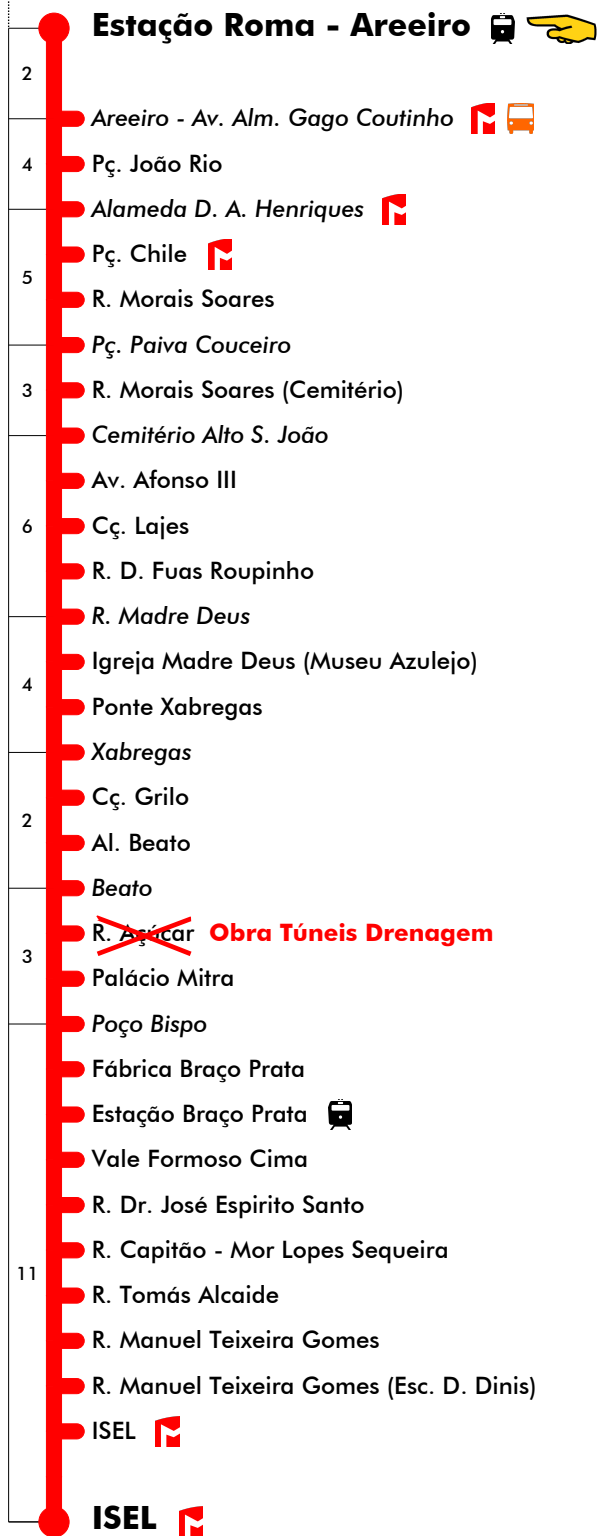 Estação Roma - Areeiro
2
Areeiro - Av. Alm. Gago Coutinho
4
Pç. João Rio
Alameda D. A. Henriques
Pç. Chile
5
R. Morais Soares
Pç. Paiva Couceiro
3
R. Morais Soares (Cemitério)
Cemitério Alto S. João
Av. Afonso III
6
Cç. Lajes
R. D. Fuas Roupinho
R. Madre Deus
Igreja Madre Deus (Museu Azulejo)
4
Ponte Xabregas
Xabregas
Cç. Grilo
2
Al. Beato
Beato
R. Açúcar Obra Túneis Drenagem
3
Palácio Mitra
Poço Bispo
Fábrica Braço Prata
Estação Braço Prata
Vale Formoso Cima
R. Dr. José Espirito Santo
R. Capitão - Mor Lopes Sequeira
11
R. Tomás Alcaide
R. Manuel Teixeira Gomes
R. Manuel Teixeira Gomes (Esc. D. Dinis)
ISEL
ISEL